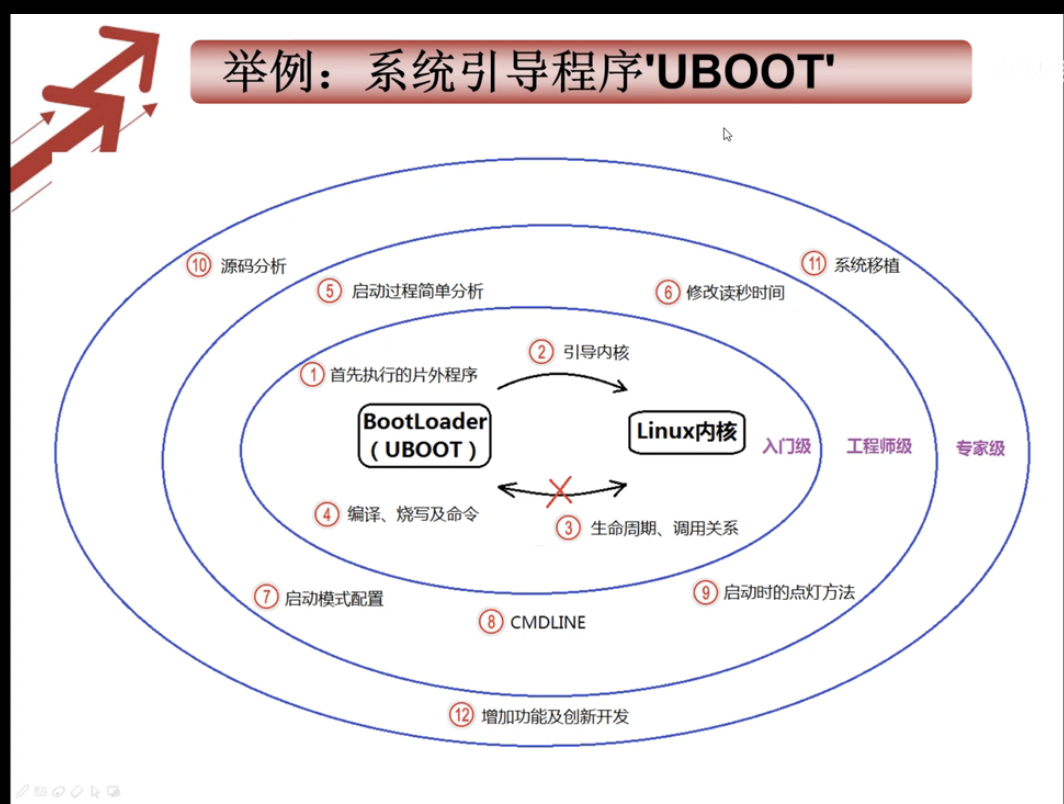 举例：系统引导程序'UBOOT'
⑩ 源码分析
⑪ 系统移植
⑤ 启动过程简单分析
⑥ 修改读秒时间
② 引导内核
① 首先执行的片外程序
BootLoader
（UBOOT）
Linux内核
入门级
工程师级
专家级
④ 编译、烧写及命令
③ 生命周期、调用关系
⑦ 启动模式配置
⑧ CMDLINE
⑨ 启动时的点灯方法
⑫ 增加功能及创新开发